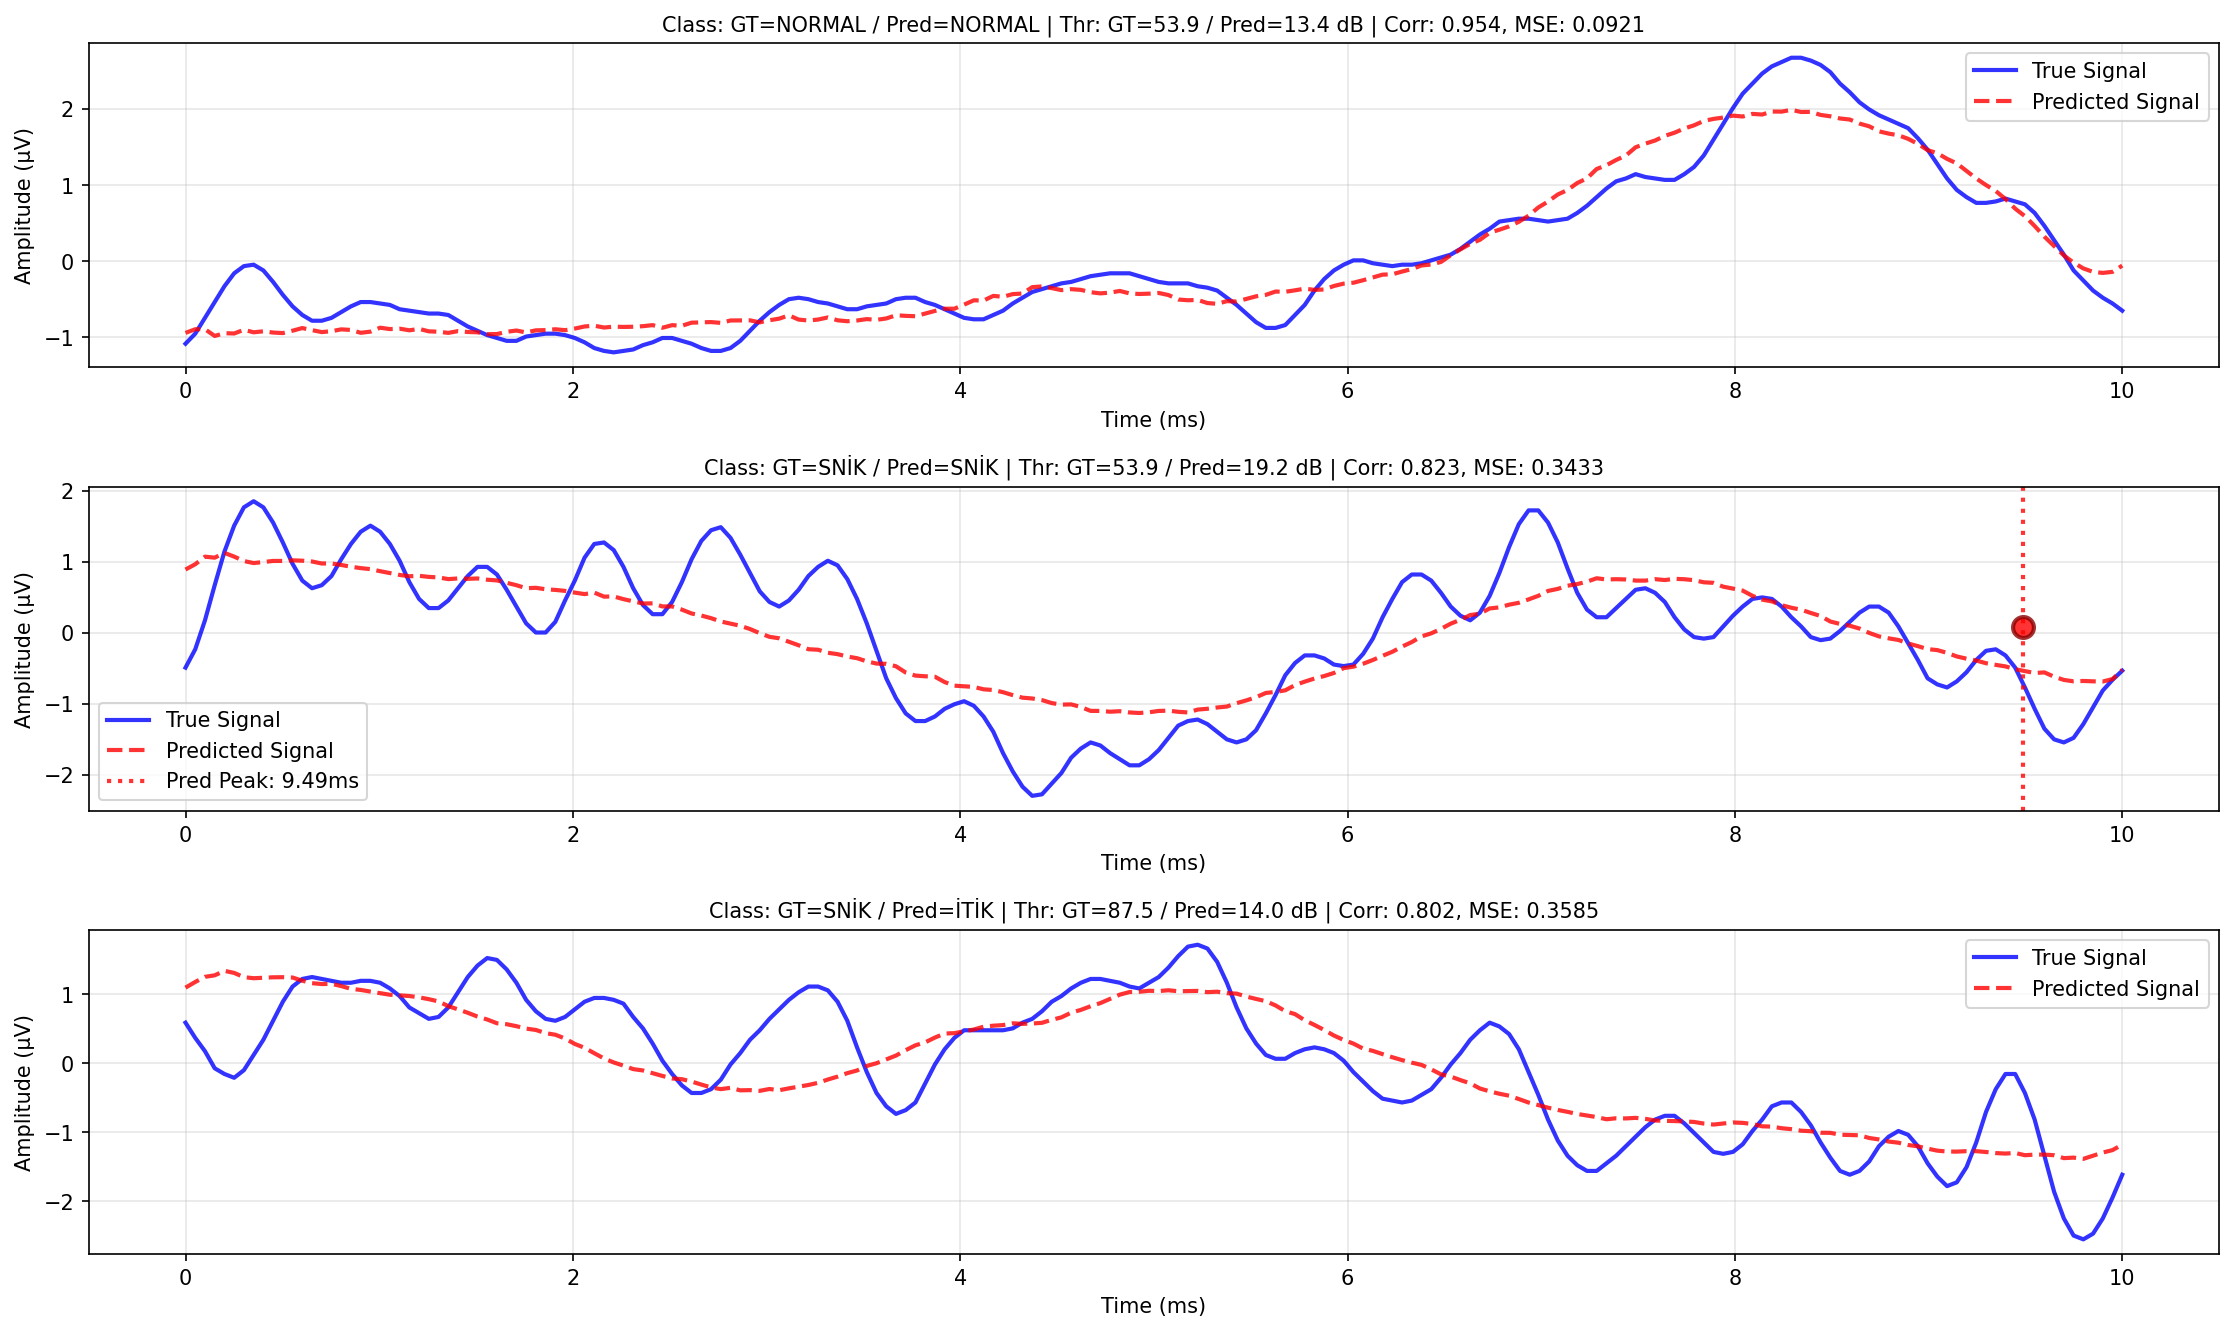 Class: GT=NORMAL / Pred=NORMAL | Thr: GT=53.9 / Pred=13.4 dB | Corr: 0.954, MSE: 0.0921
Amplitude (µV)
2
1
0
−1
True Signal
Predicted Signal
0 2 4 6 8 10
Time (ms)
Class: GT=SNİK / Pred=SNİK | Thr: GT=53.9 / Pred=19.2 dB | Corr: 0.823, MSE: 0.3433
Amplitude (µV)
2
1
0
−1
−2
True Signal
Predicted Signal
Pred Peak: 9.49ms
0 2 4 6 8 10
Time (ms)
Class: GT=SNİK / Pred=İTİK | Thr: GT=87.5 / Pred=14.0 dB | Corr: 0.802, MSE: 0.3585
Amplitude (µV)
1
0
−1
−2
True Signal
Predicted Signal
0 2 4 6 8 10
Time (ms)